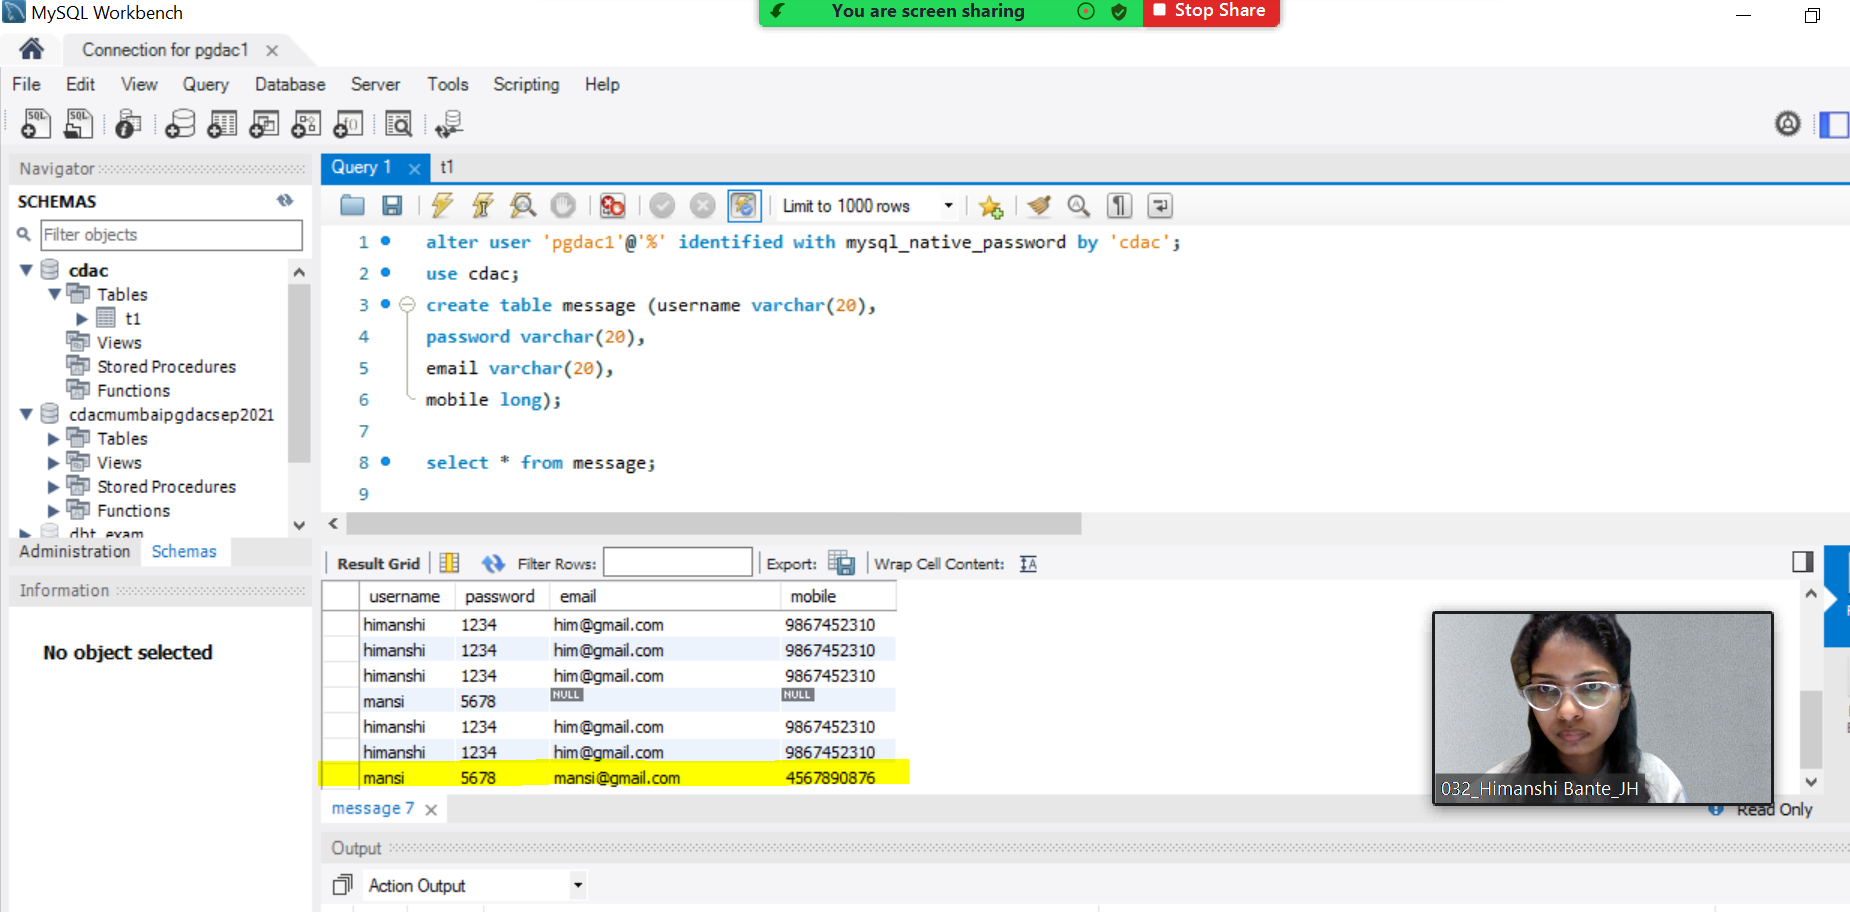 MySQL Workbench
You are screen sharing
Stop Share
Connection for pgdac1
File Edit View Query Database Server Tools Scripting Help
SQL SQL
Navigator
SCHEMAS
Filter objects
cdac
Tables
t1
Views
Stored Procedures
Functions
cdacmumbaipgdacsep2021
Tables
Views
Stored Procedures
Functions
dbt_exam
Administration Schemas
Information
No object selected
Query 1 t1
Limit to 1000 rows
1 alter user 'pgdac1'@'%' identified with mysql_native_password by 'cdac';
2 use cdac;
3 create table message (username varchar(20),
4 password varchar(20),
5 email varchar(20),
6 mobile long);
7
8 select * from message;
9
Result Grid Filter Rows: Export: Wrap Cell Content:
username password email mobile
himanshi 1234 him@gmail.com 9867452310
himanshi 1234 him@gmail.com 9867452310
himanshi 1234 him@gmail.com 9867452310
mansi 5678 NULL NULL
himanshi 1234 him@gmail.com 9867452310
himanshi 1234 him@gmail.com 9867452310
mansi 5678 mansi@gmail.com 4567890876
032_Himanshi Bante_JH
message 7
Read Only
Output
Action Output